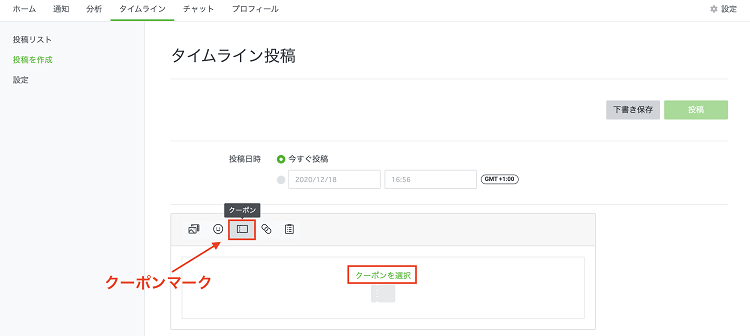 ホーム 通知 分析 タイムライン チャット プロフィール 設定
投稿リスト
投稿を作成
設定
タイムライン投稿
下書き保存 投稿
投稿日時 今すぐ投稿
2020/12/18 16:56 GMT +1:00
クーポン
クーポンマーク
クーポンを選択